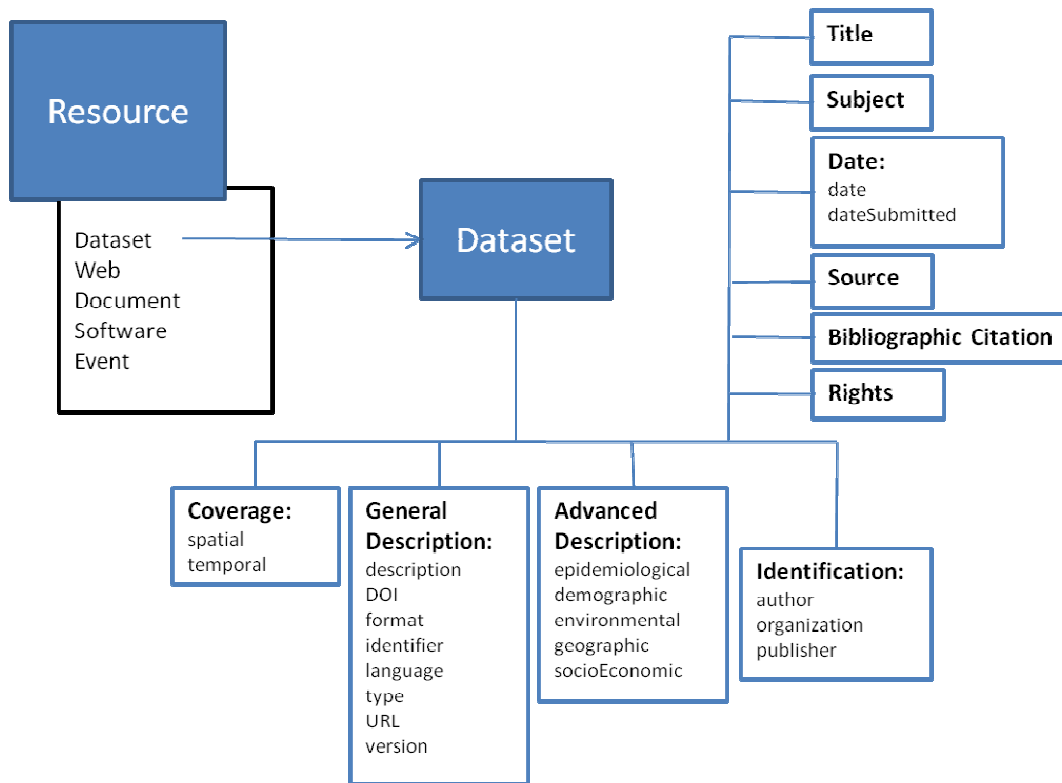 Resource
Dataset
Web
Document
Software
Event
Dataset
Title
Subject
Date:
date
dateSubmitted
Source
Bibliographic Citation
Rights
Coverage:
spatial
temporal
General
Description:
description
DOI
format
identifier
language
type
URL
version
Advanced
Description:
epidemiological
demographic
environmental
geographic
socioEconomic
Identification:
author
organization
publisher